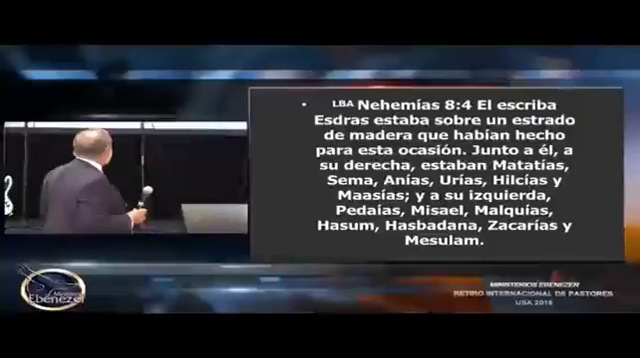 • LBA Nehemías 8:4 El escriba
Esdras estaba sobre un estrado
de madera que habían hecho
para esta ocasión. Junto a él, a
su derecha, estaban Matatías,
Sema, Anías, Urías, Hilcías y
Maasías; y a su izquierda,
Pedaías, Misael, Malquías,
Hasum, Hasbadana, Zacarías y
Mesulam.
Ebenezer
MINISTERIOS EBENEZER
RETIRO INTERNACIONAL DE PASTORES
USA 2015